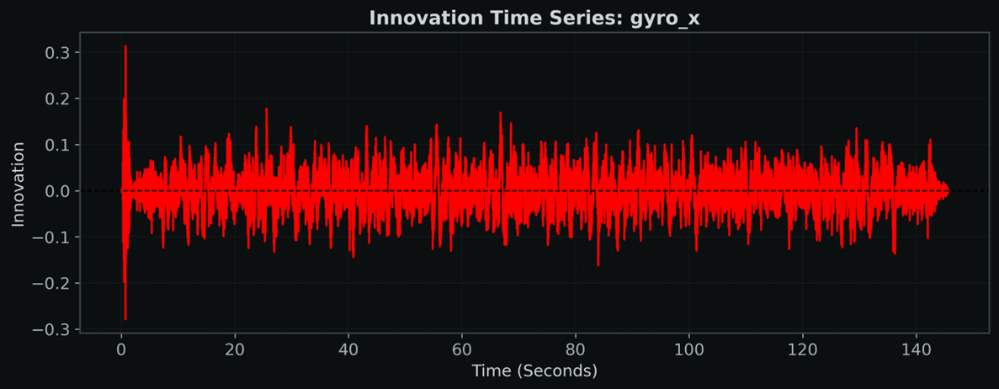 Innovation Time Series: gyro_x
Innovation
0.3
0.2
0.1
0.0
−0.1
−0.2
−0.3
0 20 40 60 80 100 120 140
Time (Seconds)